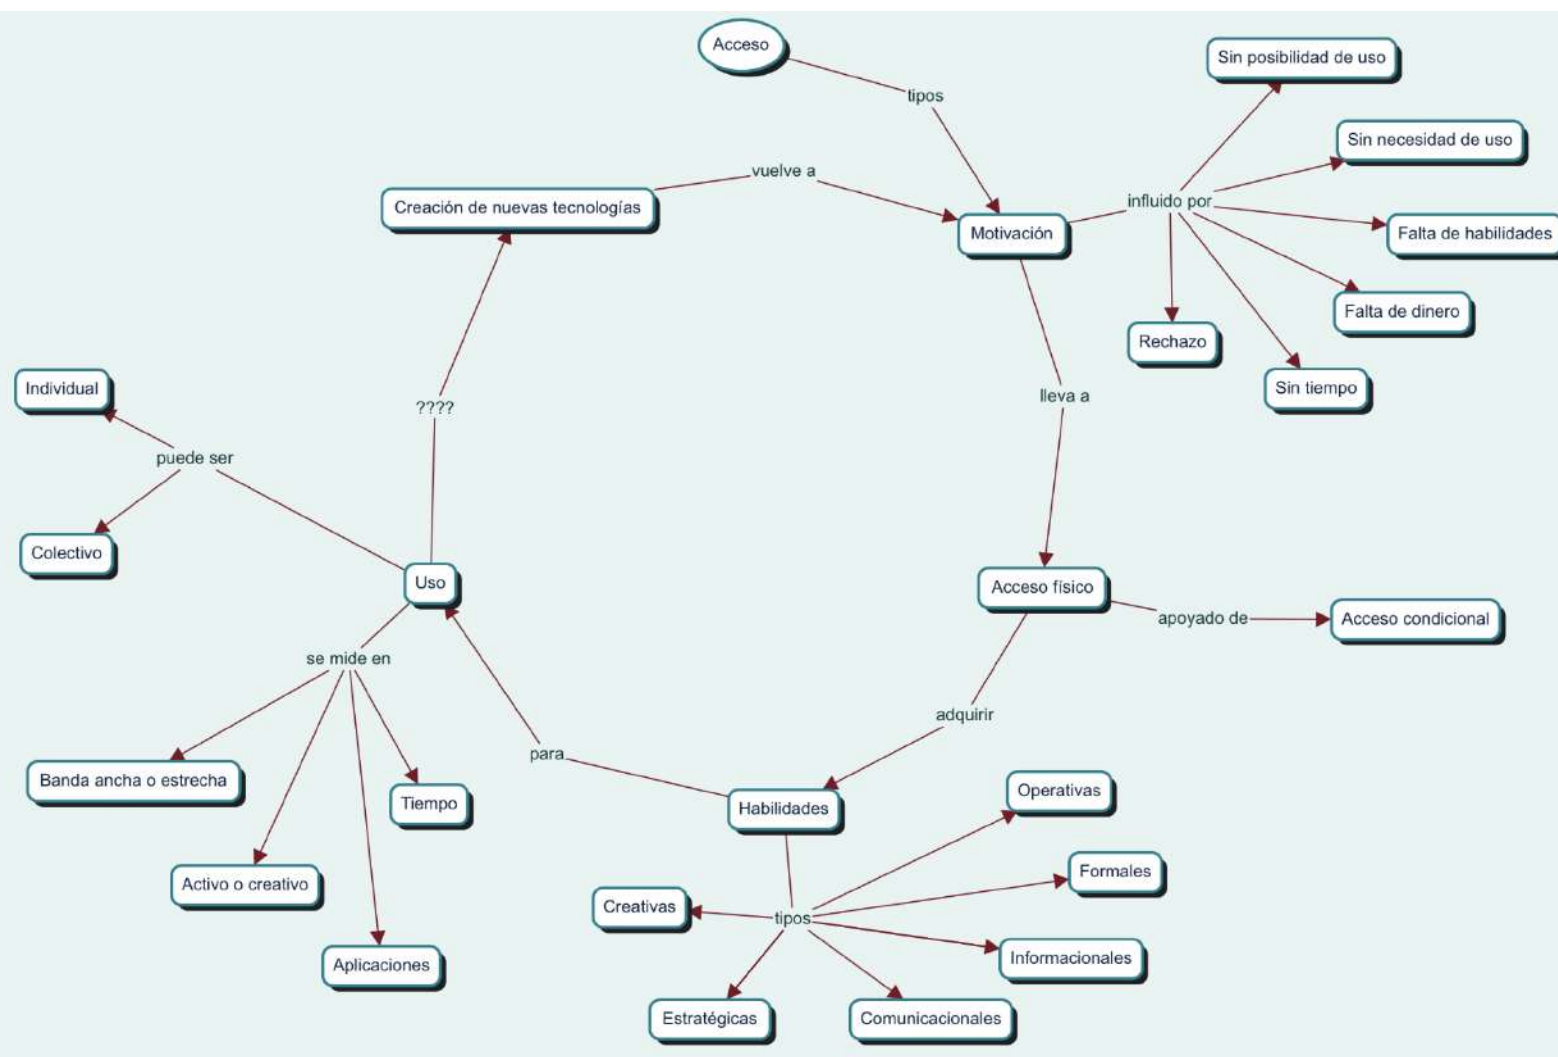 Acceso
tipos
Sin posibilidad de uso
Sin necesidad de uso
vuelve a
Creación de nuevas tecnologías
influido por
Motivación
Falta de habilidades
Falta de dinero
Rechazo
Sin tiempo
Individual
????
lleva a
puede ser
Colectivo
Uso
Acceso físico
apoyado de
Acceso condicional
se mide en
adquirir
para
Banda ancha o estrecha
Tiempo
Habilidades
Operativas
Activo o creativo
Formales
Creativas
tipos
Aplicaciones
Informacionales
Estratégicas
Comunicacionales